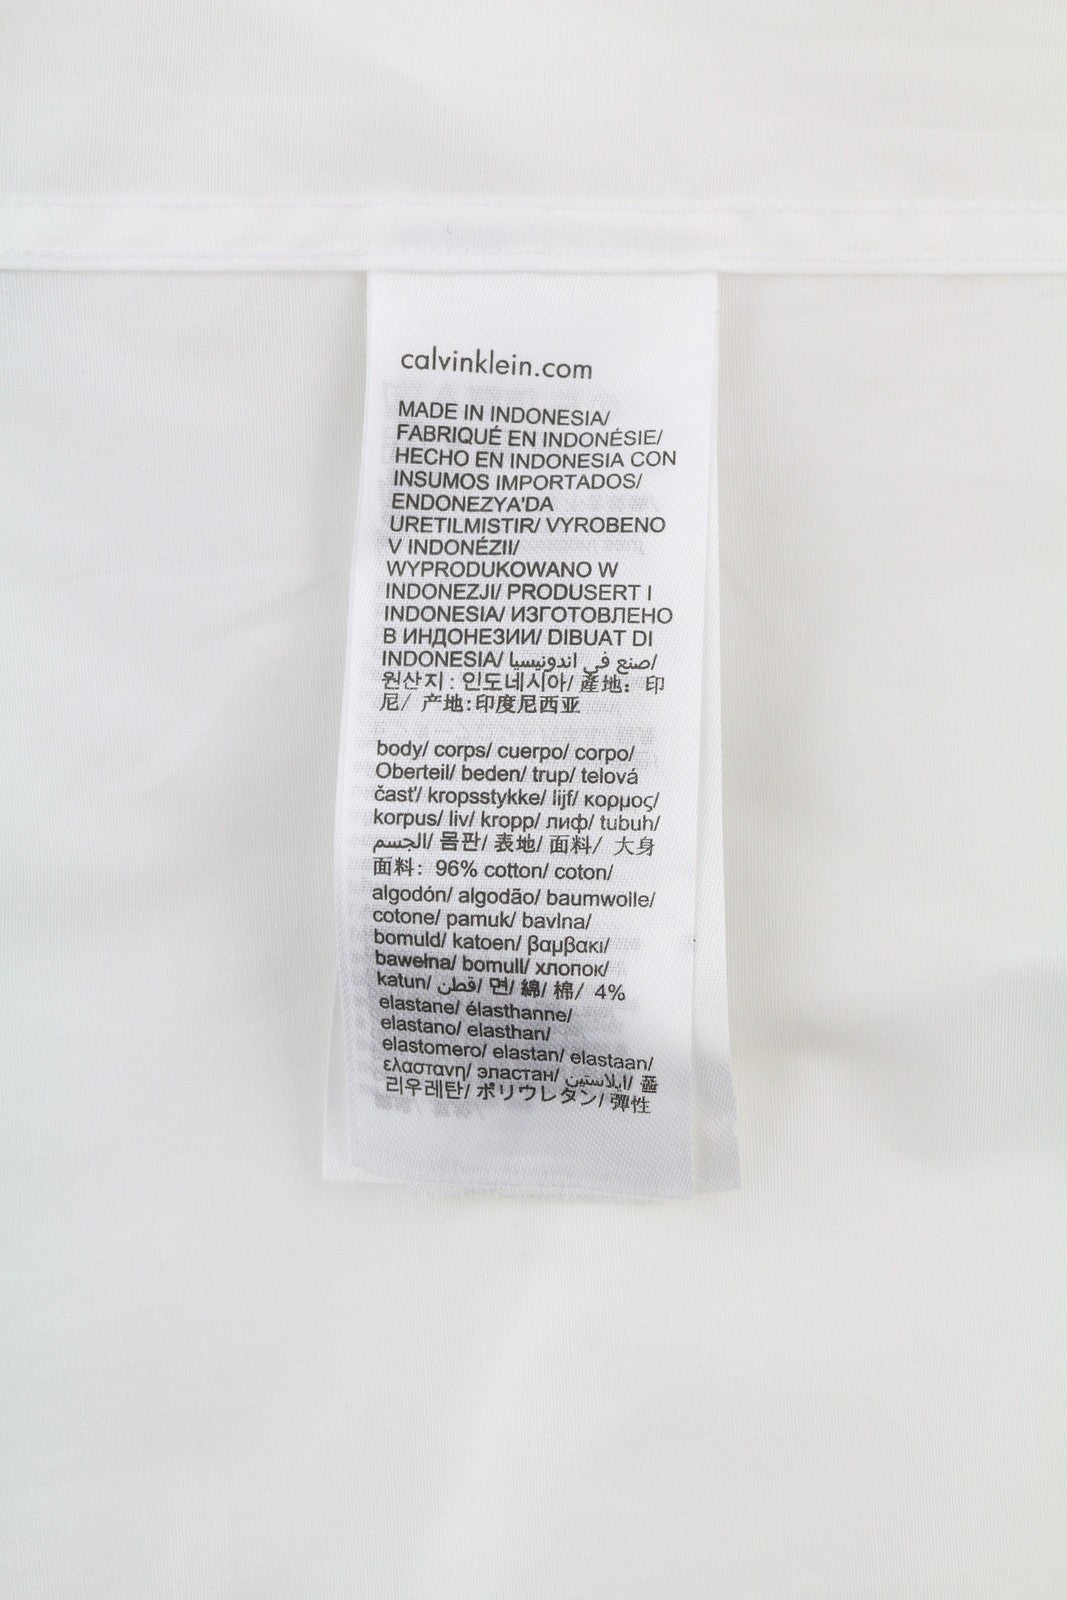 calvinklein.com
MADE IN INDONESIA/
FABRIQUÉ EN INDONÉSIE/
HECHO EN INDONESIA CON
INSUMOS IMPORTADOS/
ENDONEZYA'DA
URETILMISTIR/ VYROBENO
V INDONÉZII/
WYPRODUKOWANO W
INDONEZJI/ PRODUSERT I
INDONESIA/ ИЗГОТОВЛЕНО
В ИНДОНЕЗИИ/ DIBUAT DI
INDONESIA/ صنع في اندونيسيا/
원산지: 인도네시아/ 產地: 印
尼/ 产地:印度尼西亚
body/ corps/ cuerpo/ corpo/
Oberteil/ beden/ trup/ telová
časť/ kropsstykke/ lijf/ κορμος/
korpus/ liv/ kropp/ лиф/ tubuh/
الجسم/ 몸판/ 表地/ 面料/ 大身
面料: 96% cotton/ coton/
algodón/ algodão/ baumwolle/
cotone/ pamuk/ bavlna/
bomuld/ katoen/ βαμβακι/
bawełna/ bomull/ хлопок/
katun/ قطن/ 면/ 綿/ 棉/ 4%
elastane/ élasthanne/
elastano/ elasthan/
elastomero/ elastan/ elastaan/
ελαστανη/ эластан/ ايلاستين/ 폴
리우레탄/ ポリウレタン/ 彈性